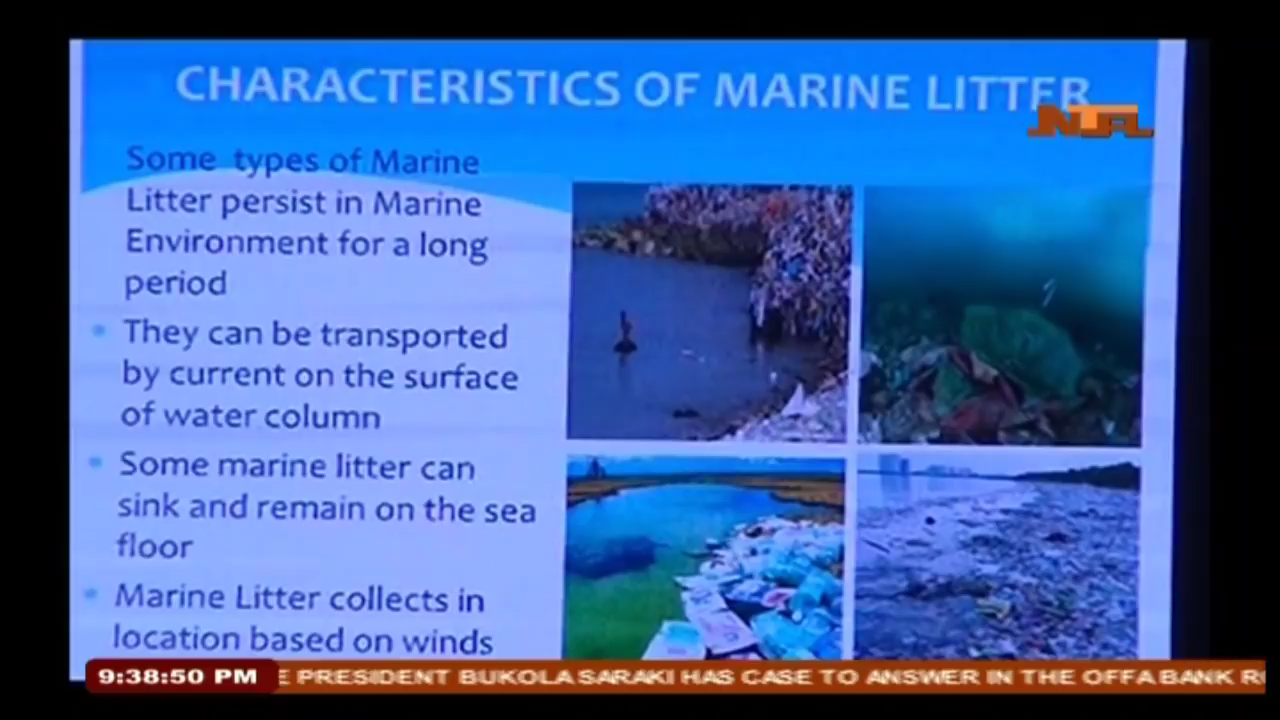 CHARACTERISTICS OF MARINE LITTER
NTA
Some types of Marine
Litter persist in Marine
Environment for a long
period
They can be transported
by current on the surface
of water column
Some marine litter can
sink and remain on the sea
floor
Marine Litter collects in
location based on winds
9:38:50 PM
E PRESIDENT BUKOLA SARAKI HAS CASE TO ANSWER IN THE OFFA BANK R